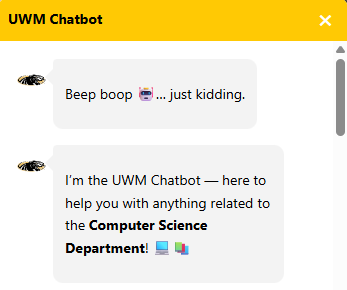 UWM Chatbot
Beep boop 🤖... just kidding.
I'm the UWM Chatbot — here to
help you with anything related to
the Computer Science
Department! 💻 📚